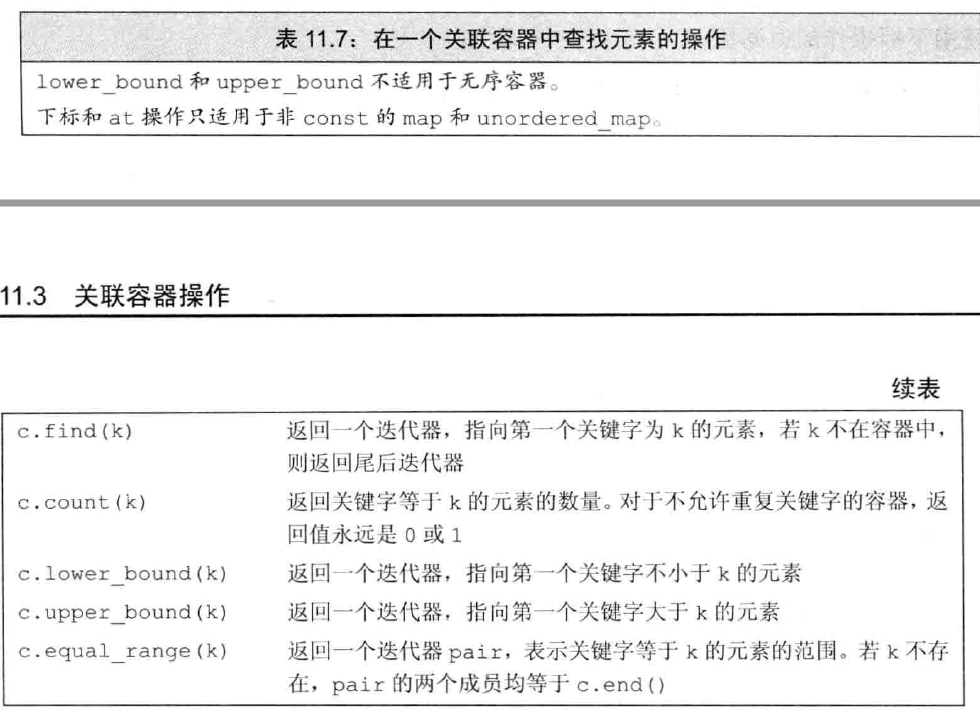 表 11.7：在一个关联容器中查找元素的操作
lower_bound 和 upper_bound 不适用于无序容器。
下标和 at 操作只适用于非 const 的 map 和 unordered_map。
11.3 关联容器操作
续表
c.find(k) 返回一个迭代器，指向第一个关键字为 k 的元素，若 k 不在容器中，
则返回尾后迭代器
c.count(k) 返回关键字等于 k 的元素的数量。对于不允许重复关键字的容器，返
回值永远是 0 或 1
c.lower_bound(k) 返回一个迭代器，指向第一个关键字不小于 k 的元素
c.upper_bound(k) 返回一个迭代器，指向第一个关键字大于 k 的元素
c.equal_range(k) 返回一个迭代器 pair，表示关键字等于 k 的元素的范围。若 k 不存
在，pair 的两个成员均等于 c.end()